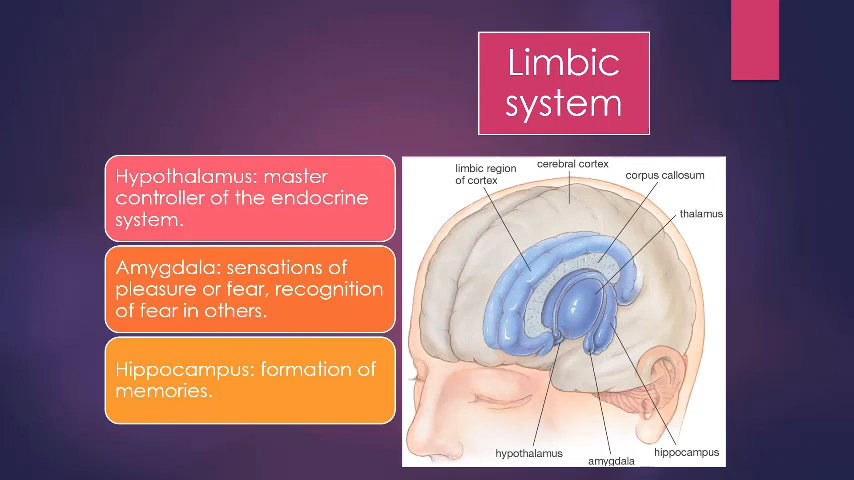 Limbic
system
Hypothalamus: master
controller of the endocrine
system.
Amygdala: sensations of
pleasure or fear, recognition
of fear in others.
Hippocampus: formation of
memories.
limbic region
of cortex
cerebral cortex
corpus callosum
thalamus
hypothalamus
amygdala
hippocampus